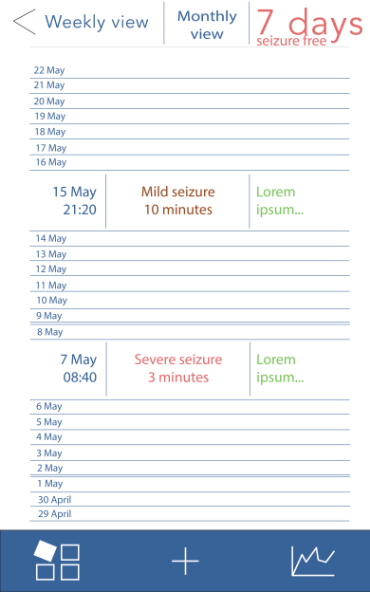 Weekly view
Monthly
view
7 days
seizure free
22 May
21 May
20 May
19 May
18 May
17 May
16 May
15 May
21:20
Mild seizure
10 minutes
Lorem
ipsum...
14 May
13 May
12 May
11 May
10 May
9 May
8 May
7 May
08:40
Severe seizure
3 minutes
Lorem
ipsum...
6 May
5 May
4 May
3 May
2 May
1 May
30 April
29 April